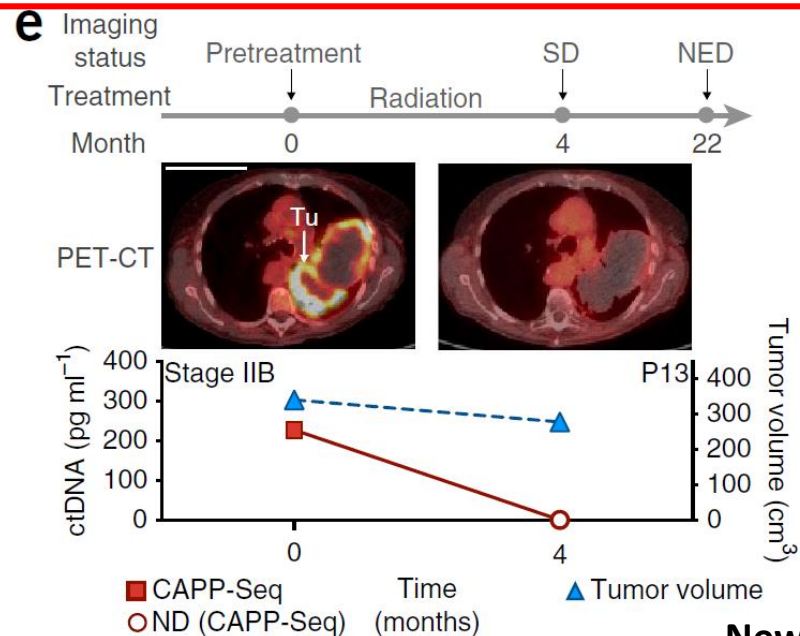 e
Imaging status
Pretreatment SD NED
Treatment Radiation
Month 0 4 22
Tu
PET-CT
Stage IIB P13
ctDNA (pg ml⁻¹)
400
300
200
100
0
Tumor volume (cm³)
400
300
200
100
0
0 4
CAPP-Seq
ND (CAPP-Seq)
Time
(months)
Tumor volume